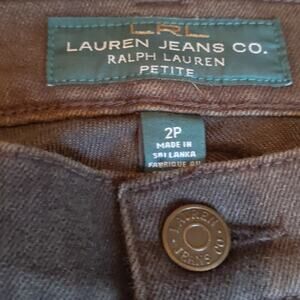 LRL
LAUREN JEANS CO.
RALPH LAUREN
PETITE
2P
MADE IN
SRI LANKA
FABRIQUE AU
LAUREN
JEANS CO